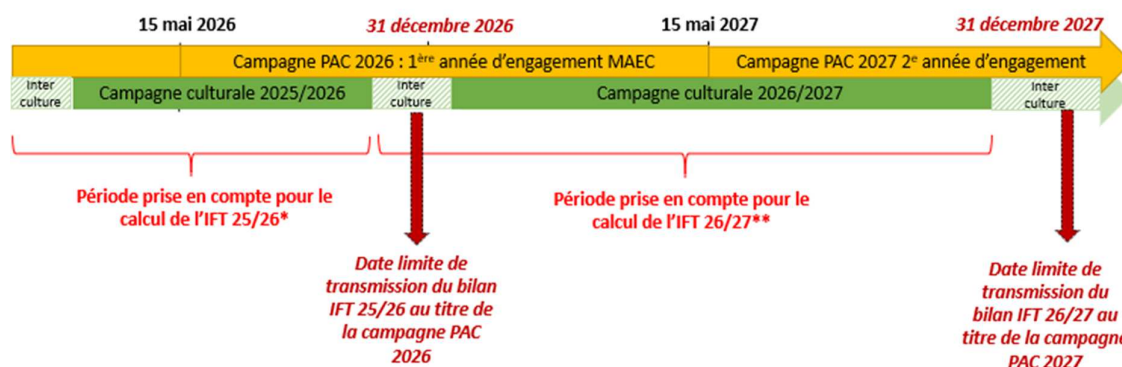 15 mai 2026
31 décembre 2026
15 mai 2027
31 décembre 2027
Campagne PAC 2026 : 1ère année d'engagement MAEC
Campagne PAC 2027 2e année d'engagement
Inter
culture
Campagne culturale 2025/2026
Inter
culture
Campagne culturale 2026/2027
Inter
culture
Période prise en compte pour le
calcul de l'IFT 25/26*
Période prise en compte pour le
calcul de l'IFT 26/27**
Date limite de
transmission du bilan
IFT 25/26 au titre de
la campagne PAC
2026
Date limite de
transmission du
bilan IFT 26/27 au
titre de la campagne
PAC 2027